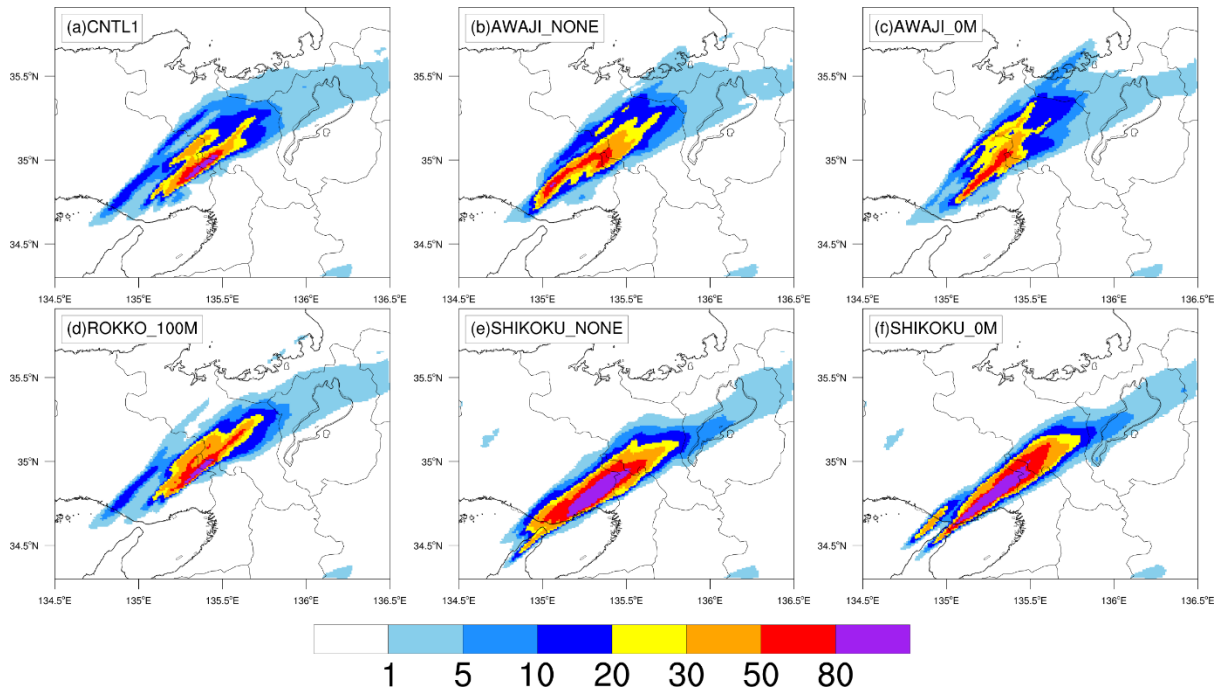 (a)CNTL1 (b)AWAJI_NONE (c)AWAJI_0M
35.5°N 35.5°N 35.5°N
35°N 35°N 35°N
34.5°N 34.5°N 34.5°N
134.5°E 135°E 135.5°E 136°E 136.5°E 134.5°E 135°E 135.5°E 136°E 136.5°E 134.5°E 135°E 135.5°E 136°E 136.5°E
(d)ROKKO_100M (e)SHIKOKU_NONE (f)SHIKOKU_0M
35.5°N 35.5°N 35.5°N
35°N 35°N 35°N
34.5°N 34.5°N 34.5°N
134.5°E 135°E 135.5°E 136°E 136.5°E 134.5°E 135°E 135.5°E 136°E 136.5°E 134.5°E 135°E 135.5°E 136°E 136.5°E
1 5 10 20 30 50 80